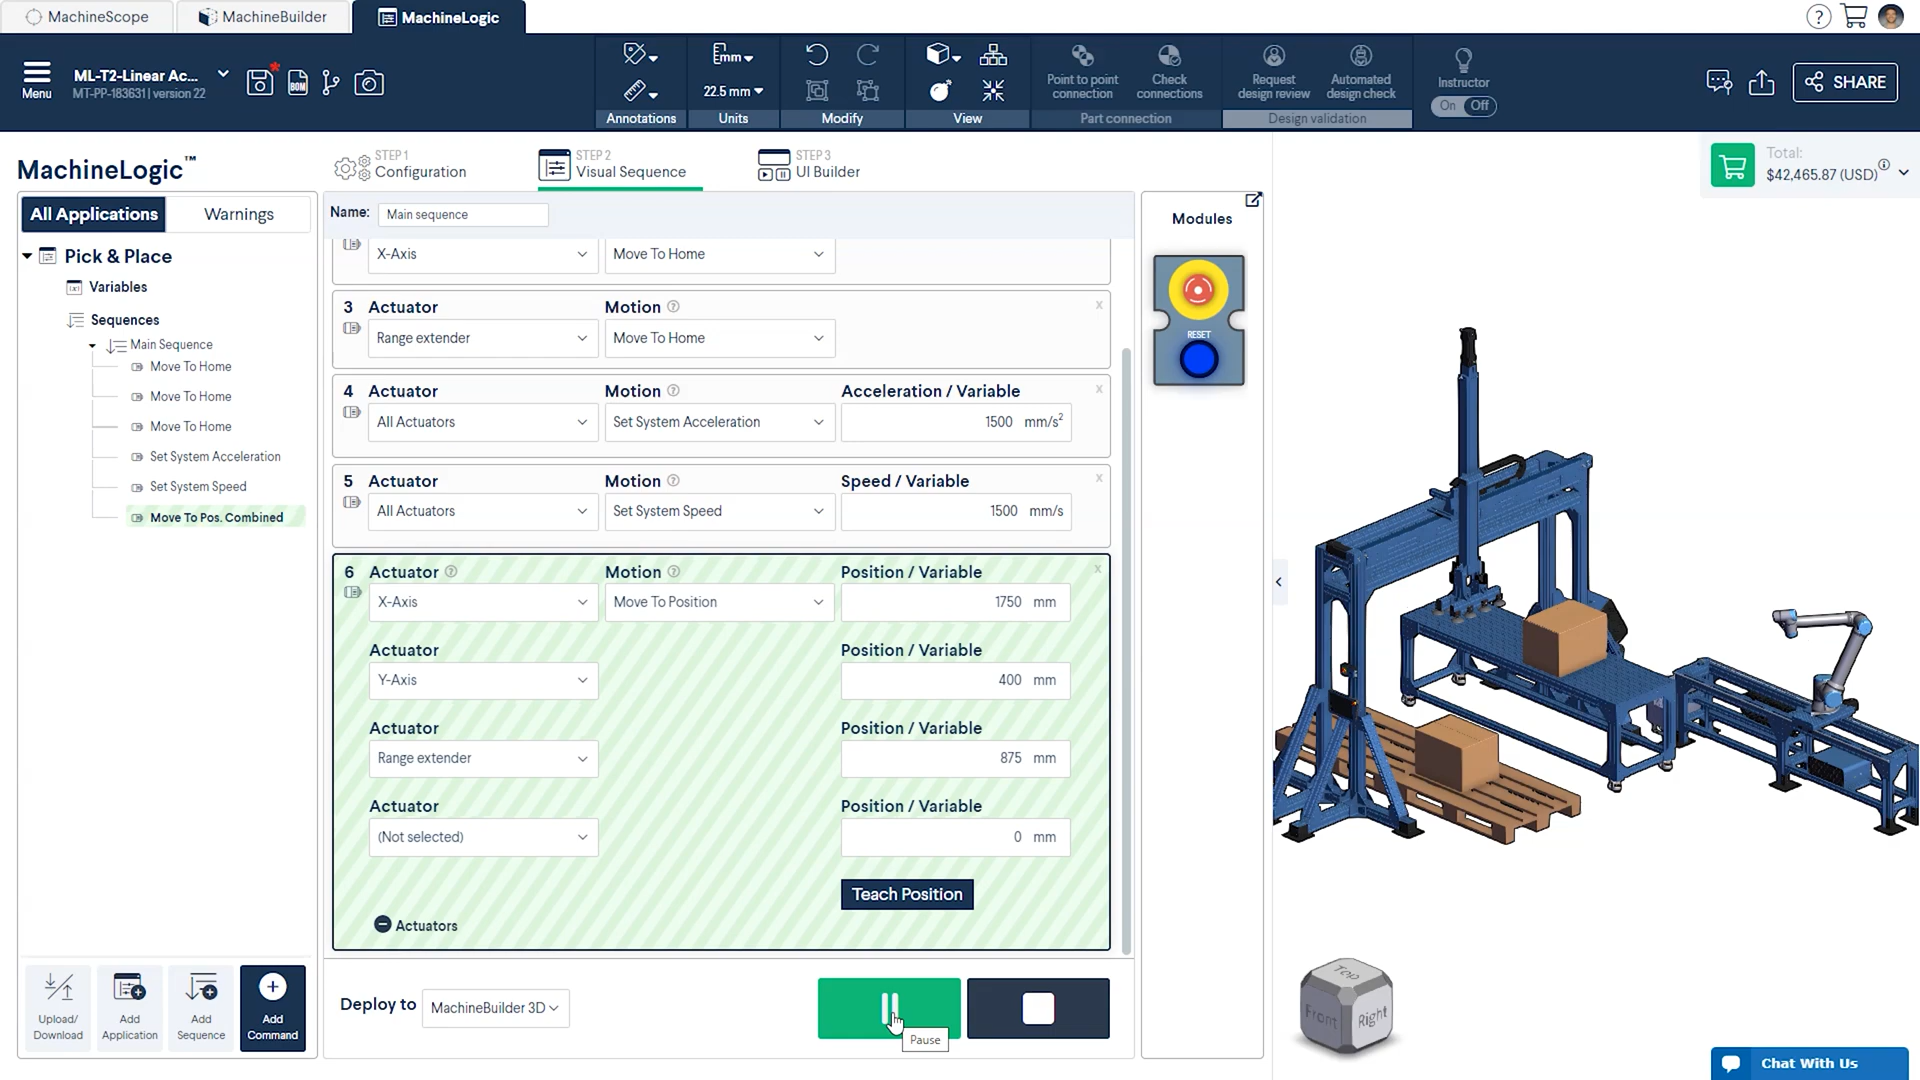 MachineScope
MachineBuilder
MachineLogic
?
Menu
ML-T2-Linear Ac...
MT-PP-183631 | version 22
BOM
mm
22.5 mm
Annotations
Units
Modify
View
Point to point connection
Check connections
Part connection
Request design review
Automated design check
Design validation
Instructor
On Off
SHARE
MachineLogic™
STEP 1
Configuration
STEP 2
Visual Sequence
STEP 3
UI Builder
Total:
$42,465.87 (USD)
All Applications
Warnings
Pick & Place
Variables
Sequences
Main Sequence
Move To Home
Move To Home
Move To Home
Set System Acceleration
Set System Speed
Move To Pos. Combined
Upload/ Download
Add Application
Add Sequence
Add Command
Name: Main sequence
X-Axis Move To Home
3 Actuator Motion ? x
Range extender Move To Home
4 Actuator Motion ? Acceleration / Variable x
All Actuators Set System Acceleration 1500 mm/s²
5 Actuator Motion ? Speed / Variable x
All Actuators Set System Speed 1500 mm/s
6 Actuator ? Motion ? Position / Variable x
X-Axis Move To Position 1750 mm
Actuator Position / Variable
Y-Axis 400 mm
Actuator Position / Variable
Range extender 875 mm
Actuator Position / Variable
(Not selected) 0 mm
Teach Position
Actuators
Deploy to MachineBuilder 3D
Pause
Modules
RESET
Top
Front
Right
Chat With Us